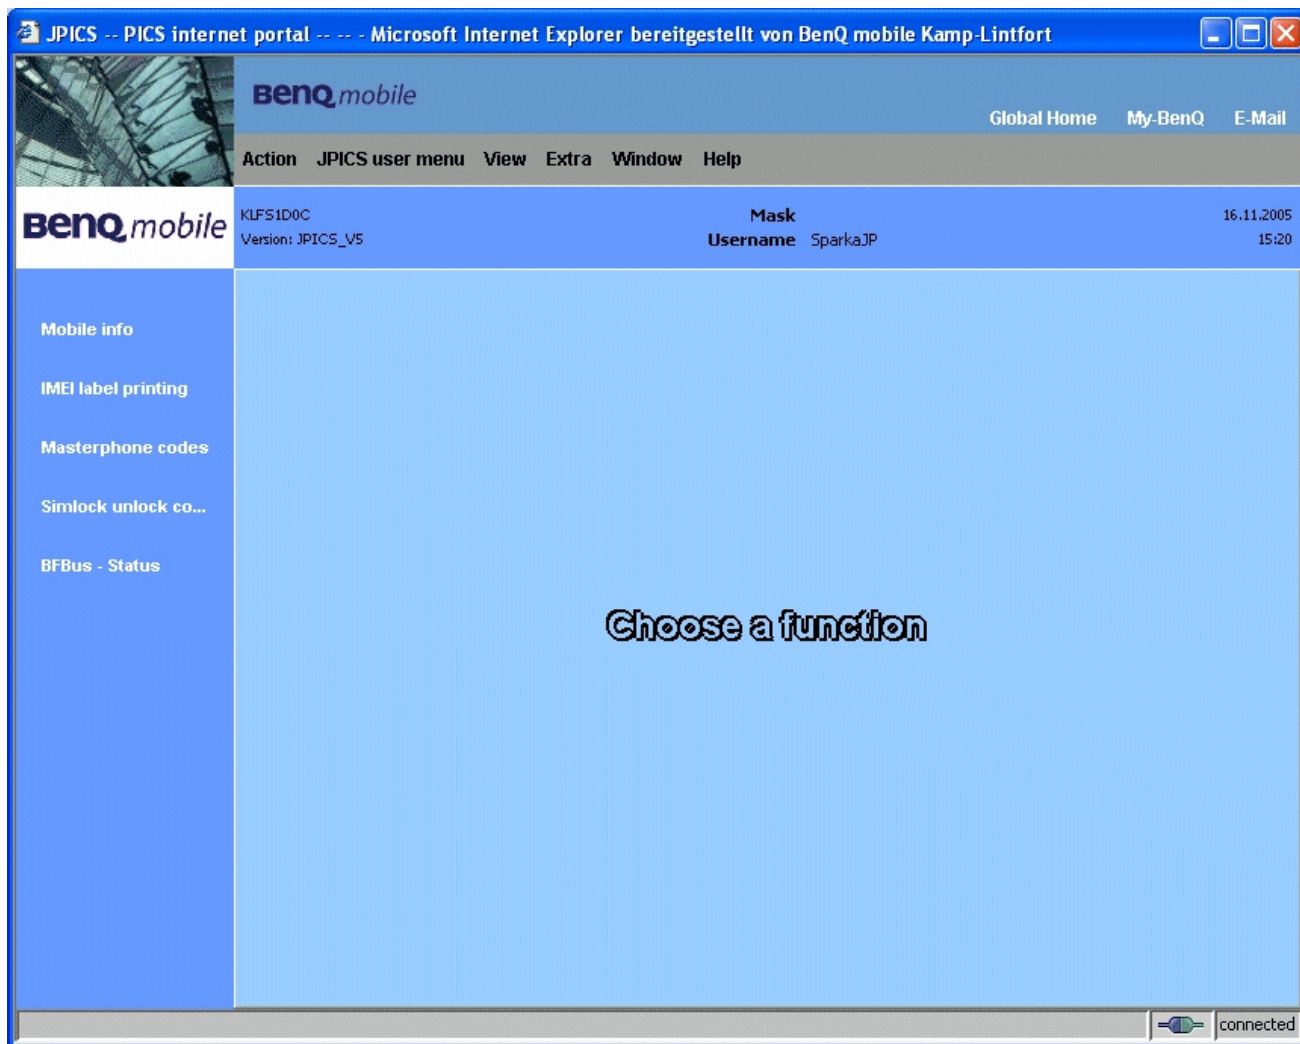 JPICS -- PICS internet portal -- -- - Microsoft Internet Explorer bereitgestellt von BenQ mobile Kamp-Lintfort
BenQ mobile
Global Home My-BenQ E-Mail
Action JPICS user menu View Extra Window Help
BenQ mobile
KLFS1D0C Mask 16.11.2005
Version: JPICS_V5 Username SparkaJP 15:20
Mobile info
IMEI label printing
Masterphone codes
Simlock unlock co...
BFBus - Status
Choose a function
connected